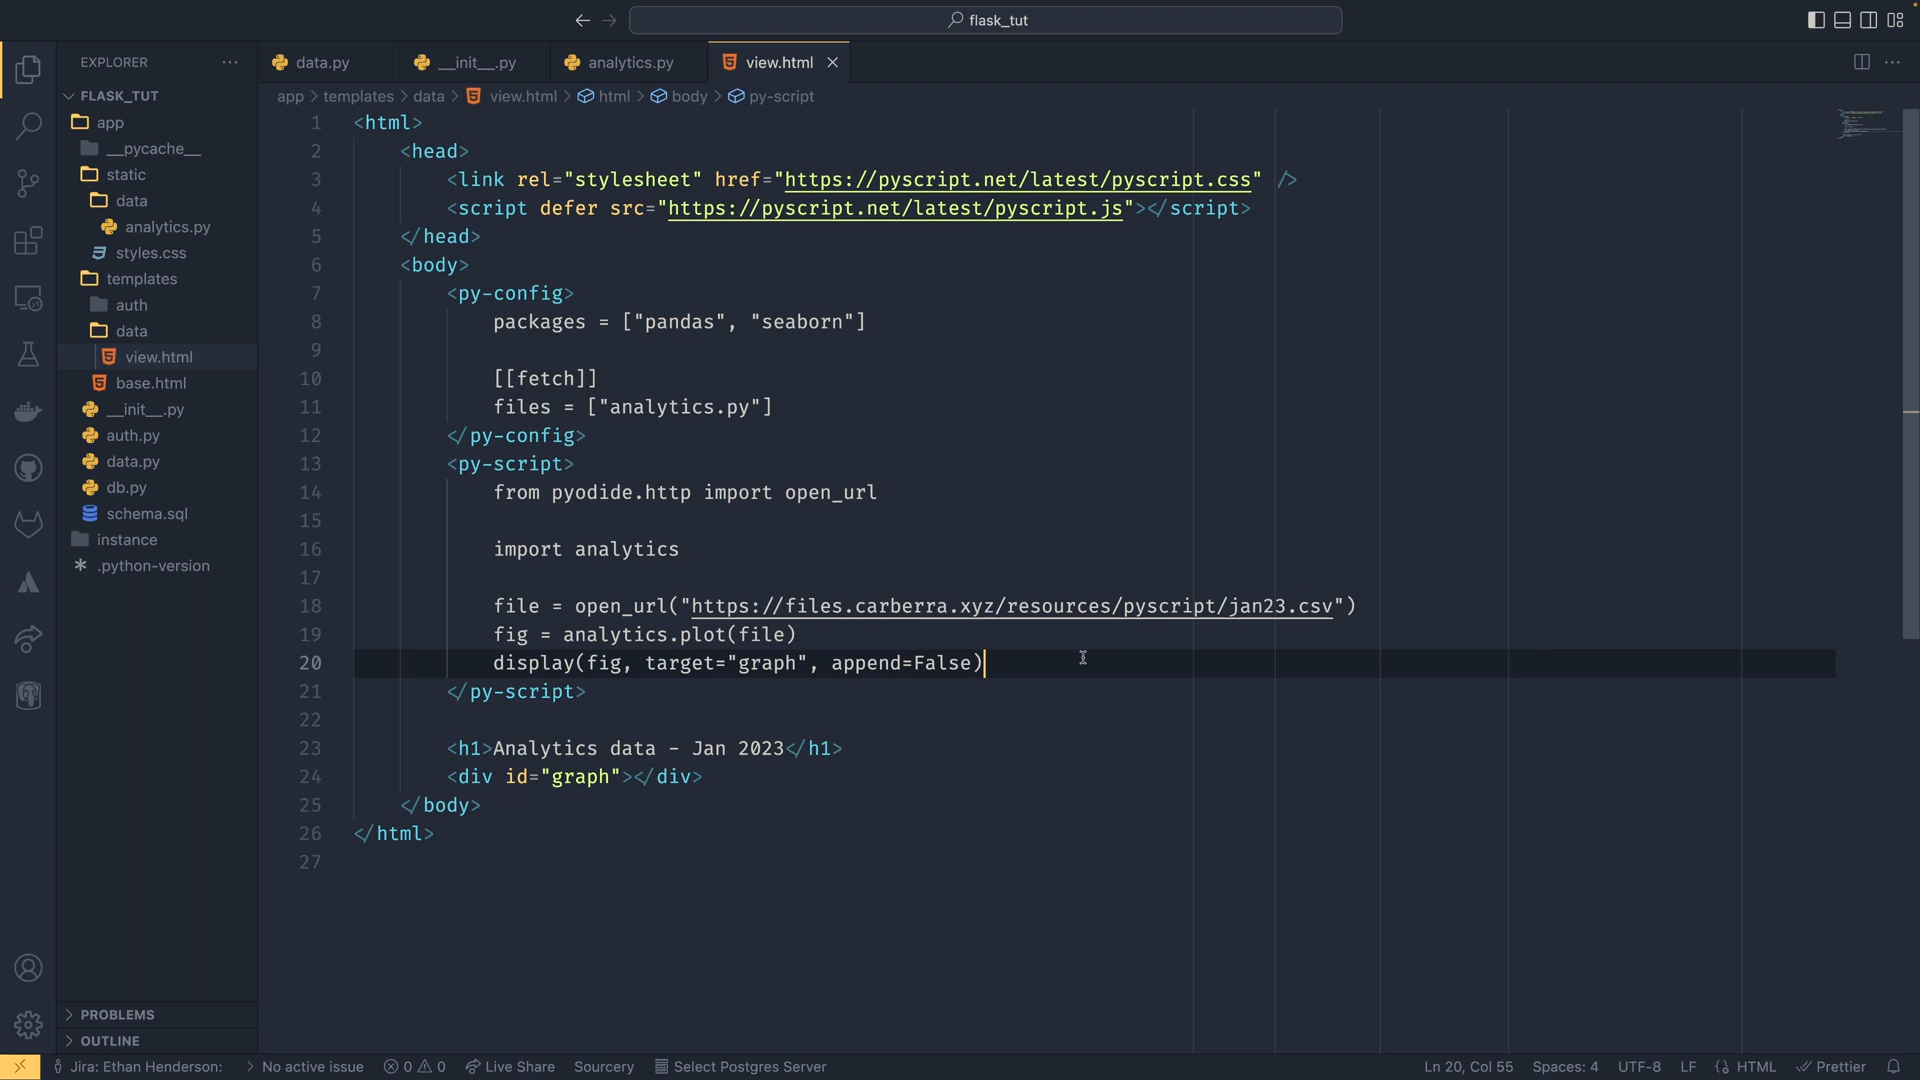 flask_tut
EXPLORER
data.py
__init__.py
analytics.py
view.html
FLASK_TUT
app
__pycache__
static
data
analytics.py
styles.css
templates
auth
data
view.html
base.html
__init__.py
auth.py
data.py
db.py
schema.sql
instance
.python-version
PROBLEMS
OUTLINE
app > templates > data > view.html > html > body > py-script
1 <html>
2 <head>
3 <link rel="stylesheet" href="https://pyscript.net/latest/pyscript.css" />
4 <script defer src="https://pyscript.net/latest/pyscript.js"></script>
5 </head>
6 <body>
7 <py-config>
8 packages = ["pandas", "seaborn"]
9
10 [[fetch]]
11 files = ["analytics.py"]
12 </py-config>
13 <py-script>
14 from pyodide.http import open_url
15
16 import analytics
17
18 file = open_url("https://files.carberra.xyz/resources/pyscript/jan23.csv")
19 fig = analytics.plot(file)
20 display(fig, target="graph", append=False)
21 </py-script>
22
23 <h1>Analytics data - Jan 2023</h1>
24 <div id="graph"></div>
25 </body>
26 </html>
27
Jira: Ethan Henderson: > No active issue 0 0 Live Share Sourcery Select Postgres Server Ln 20, Col 55 Spaces: 4 UTF-8 LF HTML Prettier